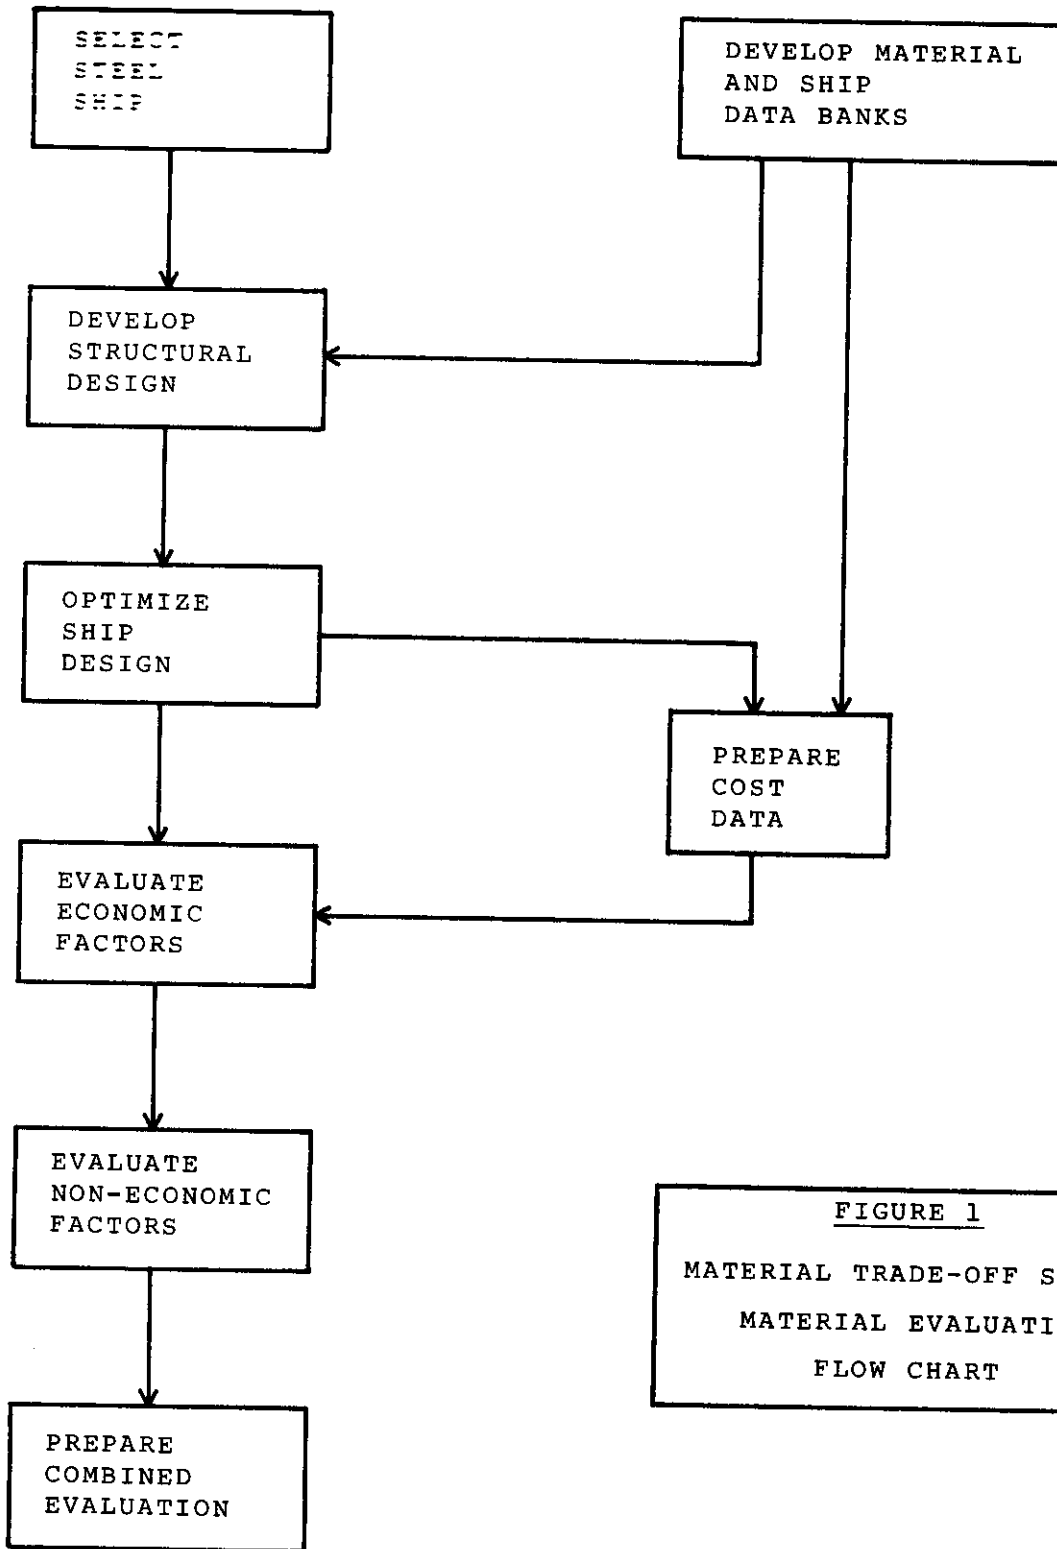 SELECT
STEEL
SHIP
DEVELOP MATERIAL
AND SHIP
DATA BANKS
DEVELOP
STRUCTURAL
DESIGN
OPTIMIZE
SHIP
DESIGN
PREPARE
COST
DATA
EVALUATE
ECONOMIC
FACTORS
EVALUATE
NON-ECONOMIC
FACTORS
FIGURE 1
MATERIAL TRADE-OFF S
MATERIAL EVALUATI
FLOW CHART
PREPARE
COMBINED
EVALUATION